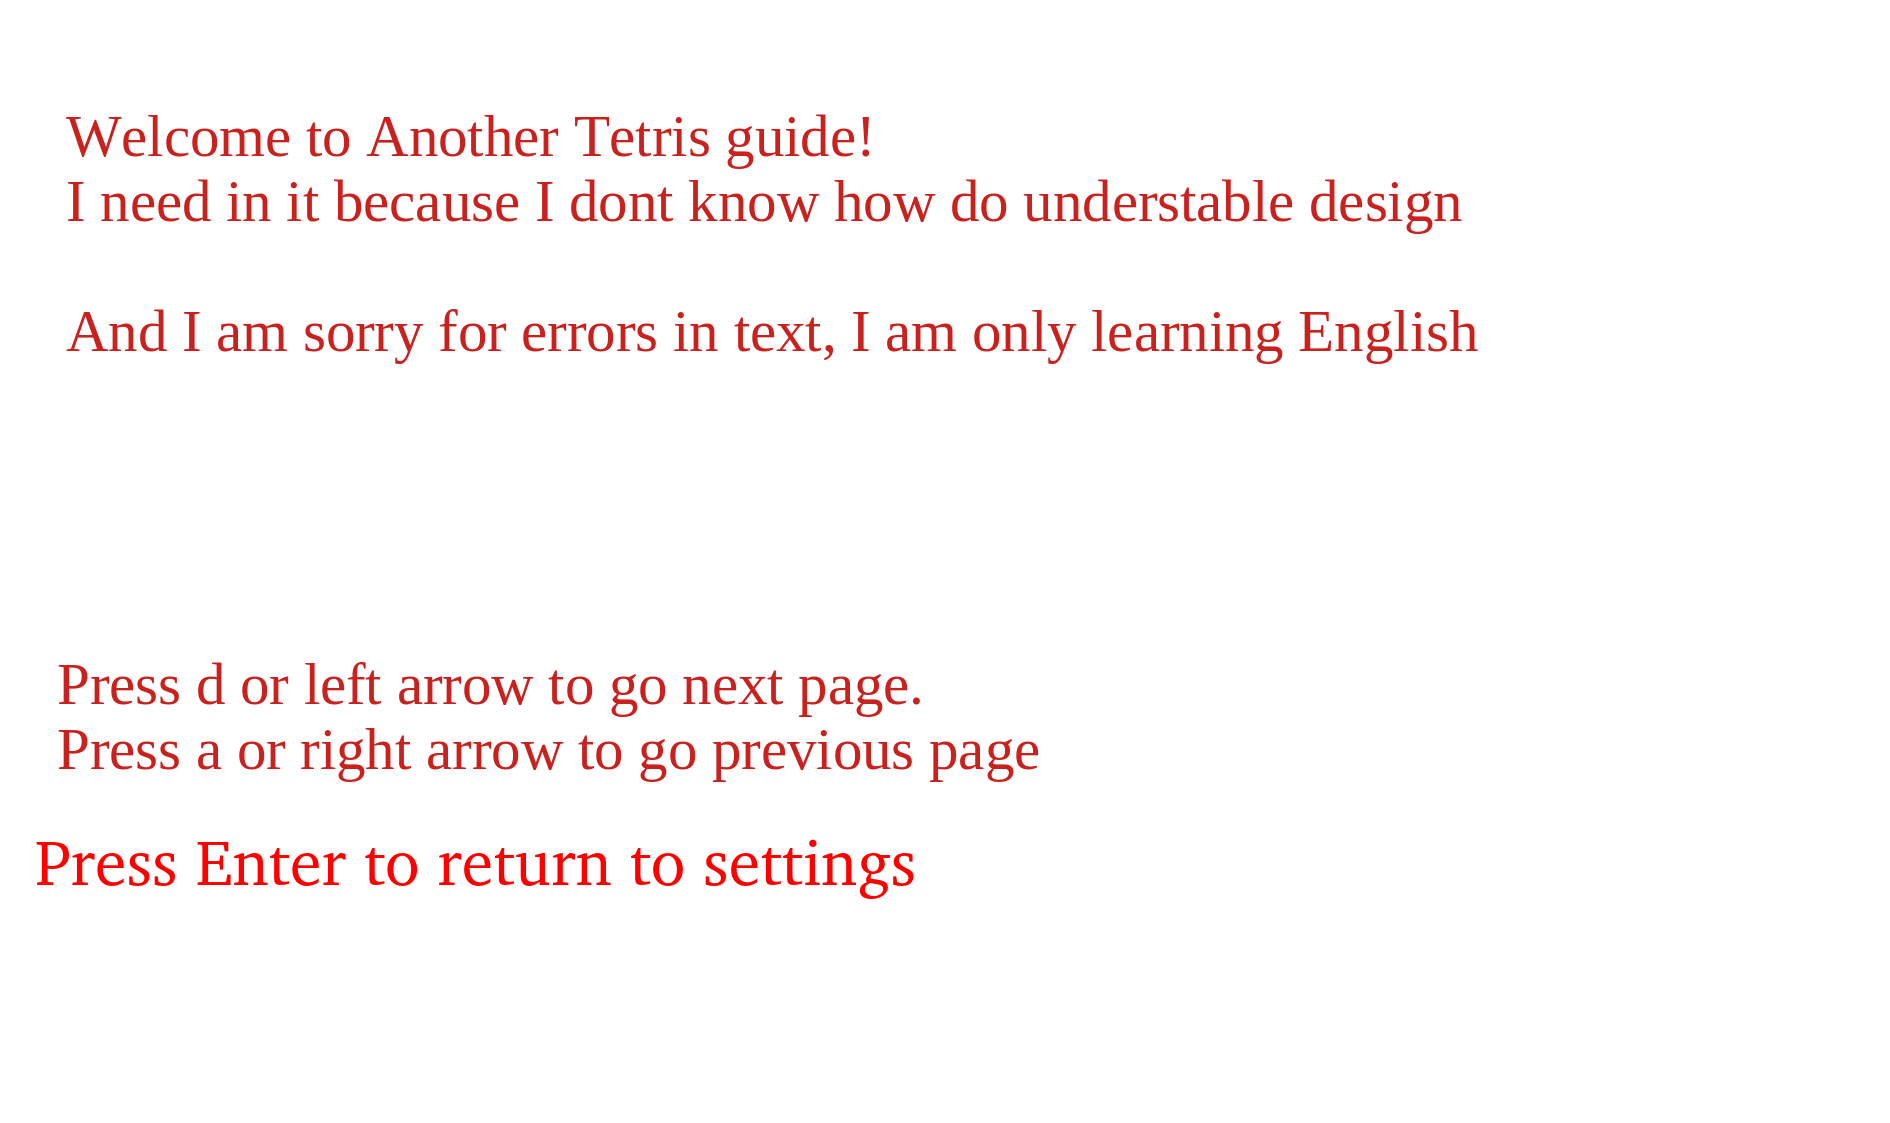 Welcome to Another Tetris guide!
I need in it because I dont know how do understable design
And I am sorry for errors in text, I am only learning English
Press d or left arrow to go next page.
Press a or right arrow to go previous page
Press Enter to return to settings